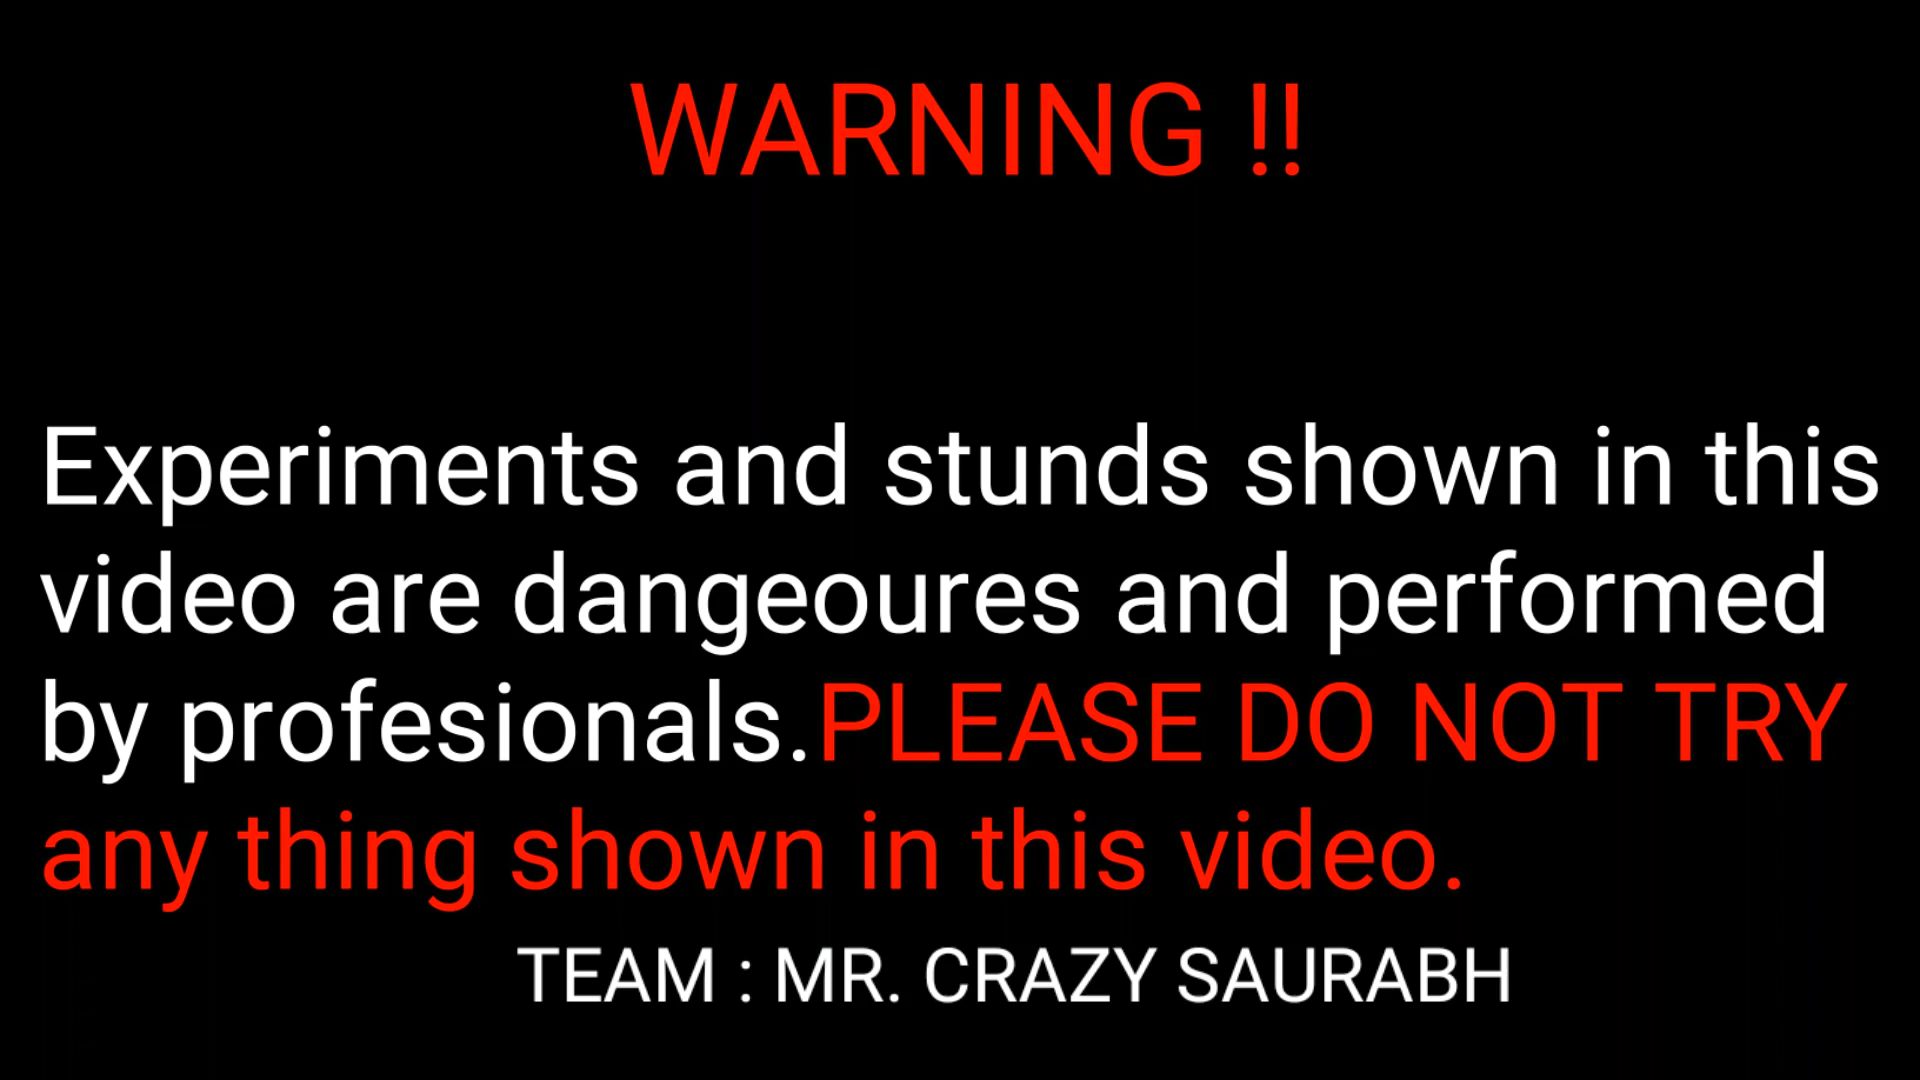 WARNING !!
Experiments and stunds shown in this
video are dangeoures and performed
by profesionals.PLEASE DO NOT TRY
any thing shown in this video.
TEAM : MR. CRAZY SAURABH